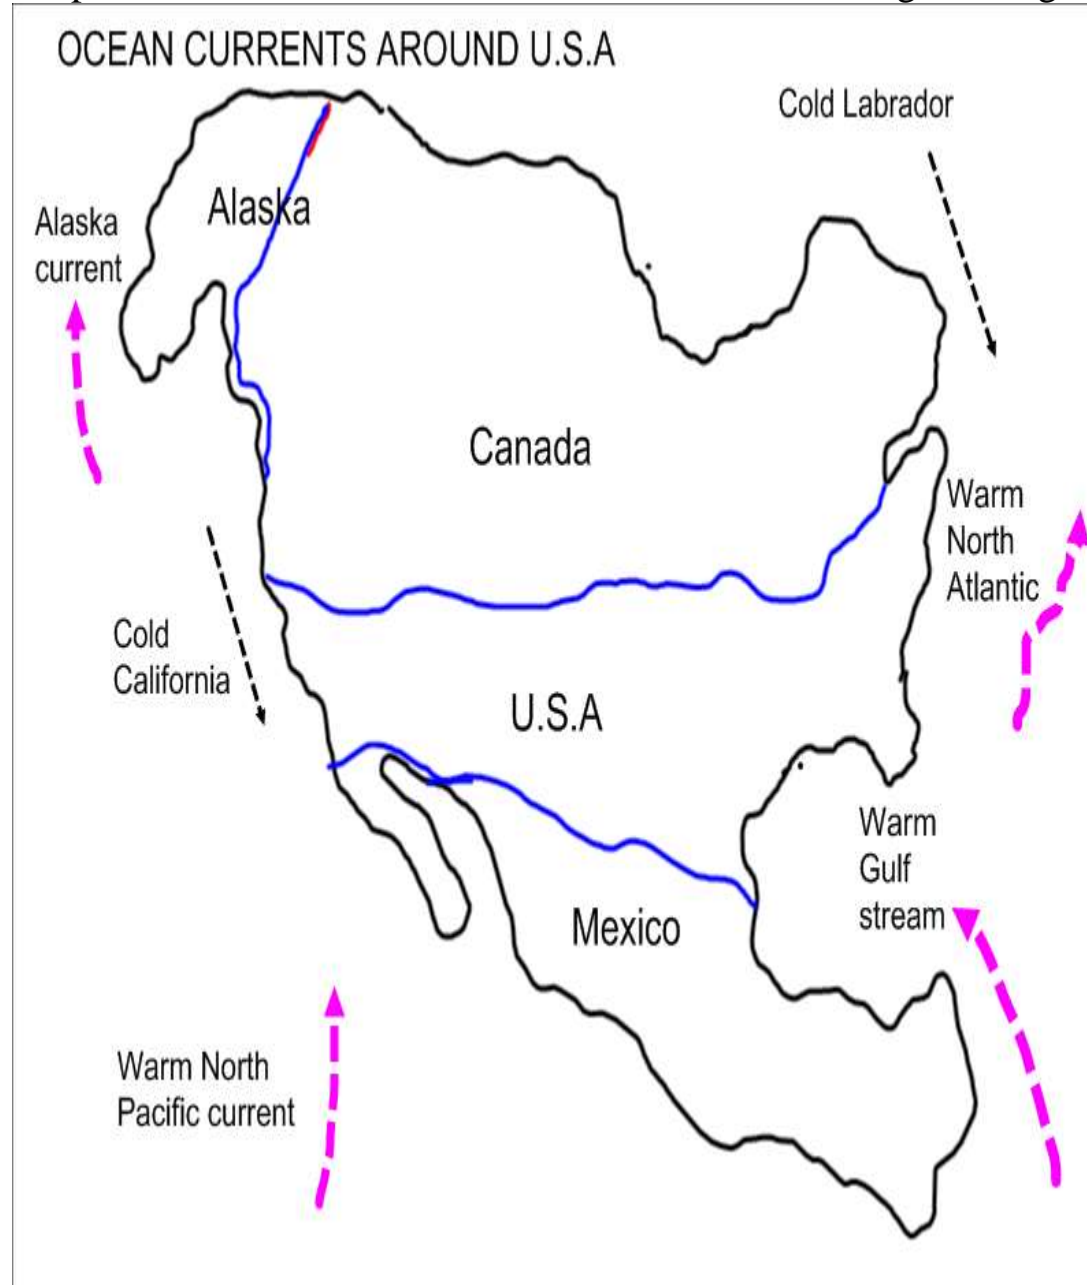 OCEAN CURRENTS AROUND U.S.A
Cold Labrador
Alaska
Alaska
current
Canada
Warm
North
Atlantic
Cold
California
U.S.A
Warm
Gulf
stream
Mexico
Warm North
Pacific current